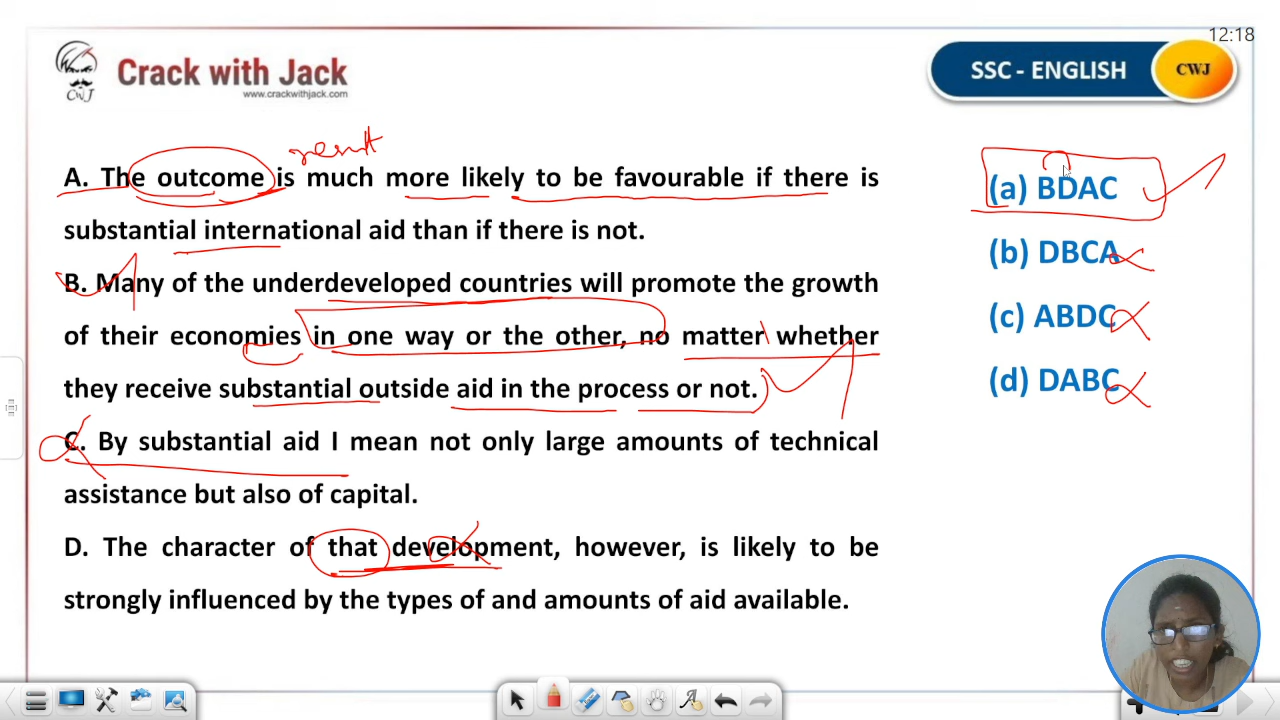 12:18
Crack with Jack
www.crackwithjack.com
CWJ
SSC - ENGLISH
CWJ
result
A. The outcome is much more likely to be favourable if there is
substantial international aid than if there is not.
B. Many of the underdeveloped countries will promote the growth
of their economies in one way or the other, no matter whether
they receive substantial outside aid in the process or not.
C. By substantial aid I mean not only large amounts of technical
assistance but also of capital.
D. The character of that development, however, is likely to be
strongly influenced by the types of and amounts of aid available.
(a) BDAC
(b) DBCA
(c) ABDC
(d) DABC